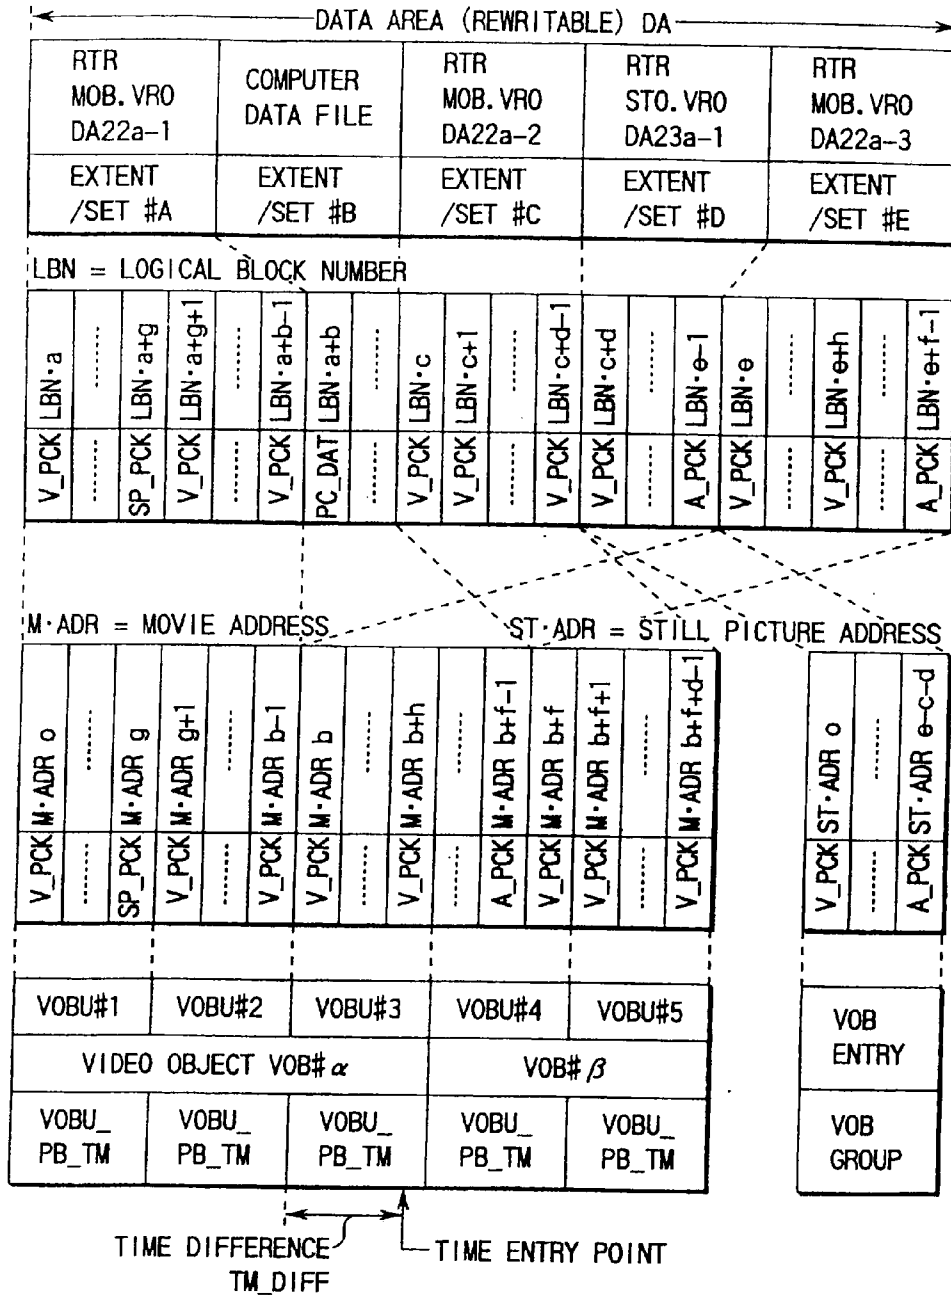 DATA AREA (REWRITABLE) DA
RTR MOB.VRO DA22a-1
COMPUTER DATA FILE
RTR MOB.VRO DA22a-2
RTR STO.VRO DA23a-1
RTR MOB.VRO DA22a-3
EXTENT /SET #A
EXTENT /SET #B
EXTENT /SET #C
EXTENT /SET #D
EXTENT /SET #E
LBN = LOGICAL BLOCK NUMBER
V_PCK LBN·a
SP_PCK LBN·a+g
V_PCK LBN·a+g+1
V_PCK LBN·a+b-1
PC_DAT LBN·a+b
V_PCK LBN·c
V_PCK LBN·c+1
V_PCK LBN·c+d-1
V_PCK LBN·c+d
A_PCK LBN·e-1
V_PCK LBN·e
V_PCK LBN·e+h
A_PCK LBN·e+f-1
M·ADR = MOVIE ADDRESS
ST·ADR = STILL PICTURE ADDRESS
V_PCK M·ADR o
SP_PCK M·ADR g
V_PCK M·ADR g+1
V_PCK M·ADR b-1
V_PCK M·ADR b
V_PCK M·ADR b+h
A_PCK M·ADR b+f-1
V_PCK M·ADR b+f
V_PCK M·ADR b+f+1
V_PCK M·ADR b+f+d-1
V_PCK ST·ADR o
A_PCK ST·ADR e-c-d
VOBU#1
VOBU#2
VOBU#3
VOBU#4
VOBU#5
VIDEO OBJECT VOB#α
VOB#β
VOBU_ PB_TM
VOBU_ PB_TM
VOBU_ PB_TM
VOBU_ PB_TM
VOBU_ PB_TM
VOB ENTRY
VOB GROUP
TIME DIFFERENCE TM_DIFF
TIME ENTRY POINT